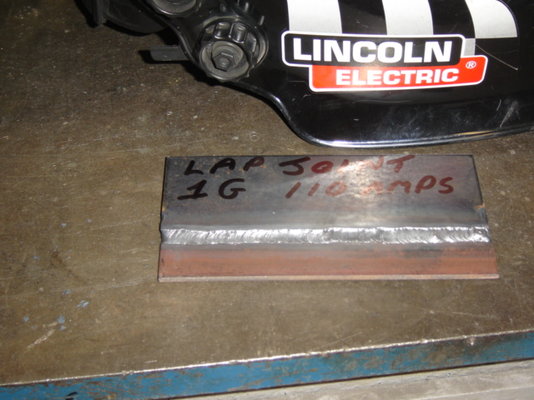 LINCOLN
ELECTRIC ®
LAP JOINT
1G 110 AMPS